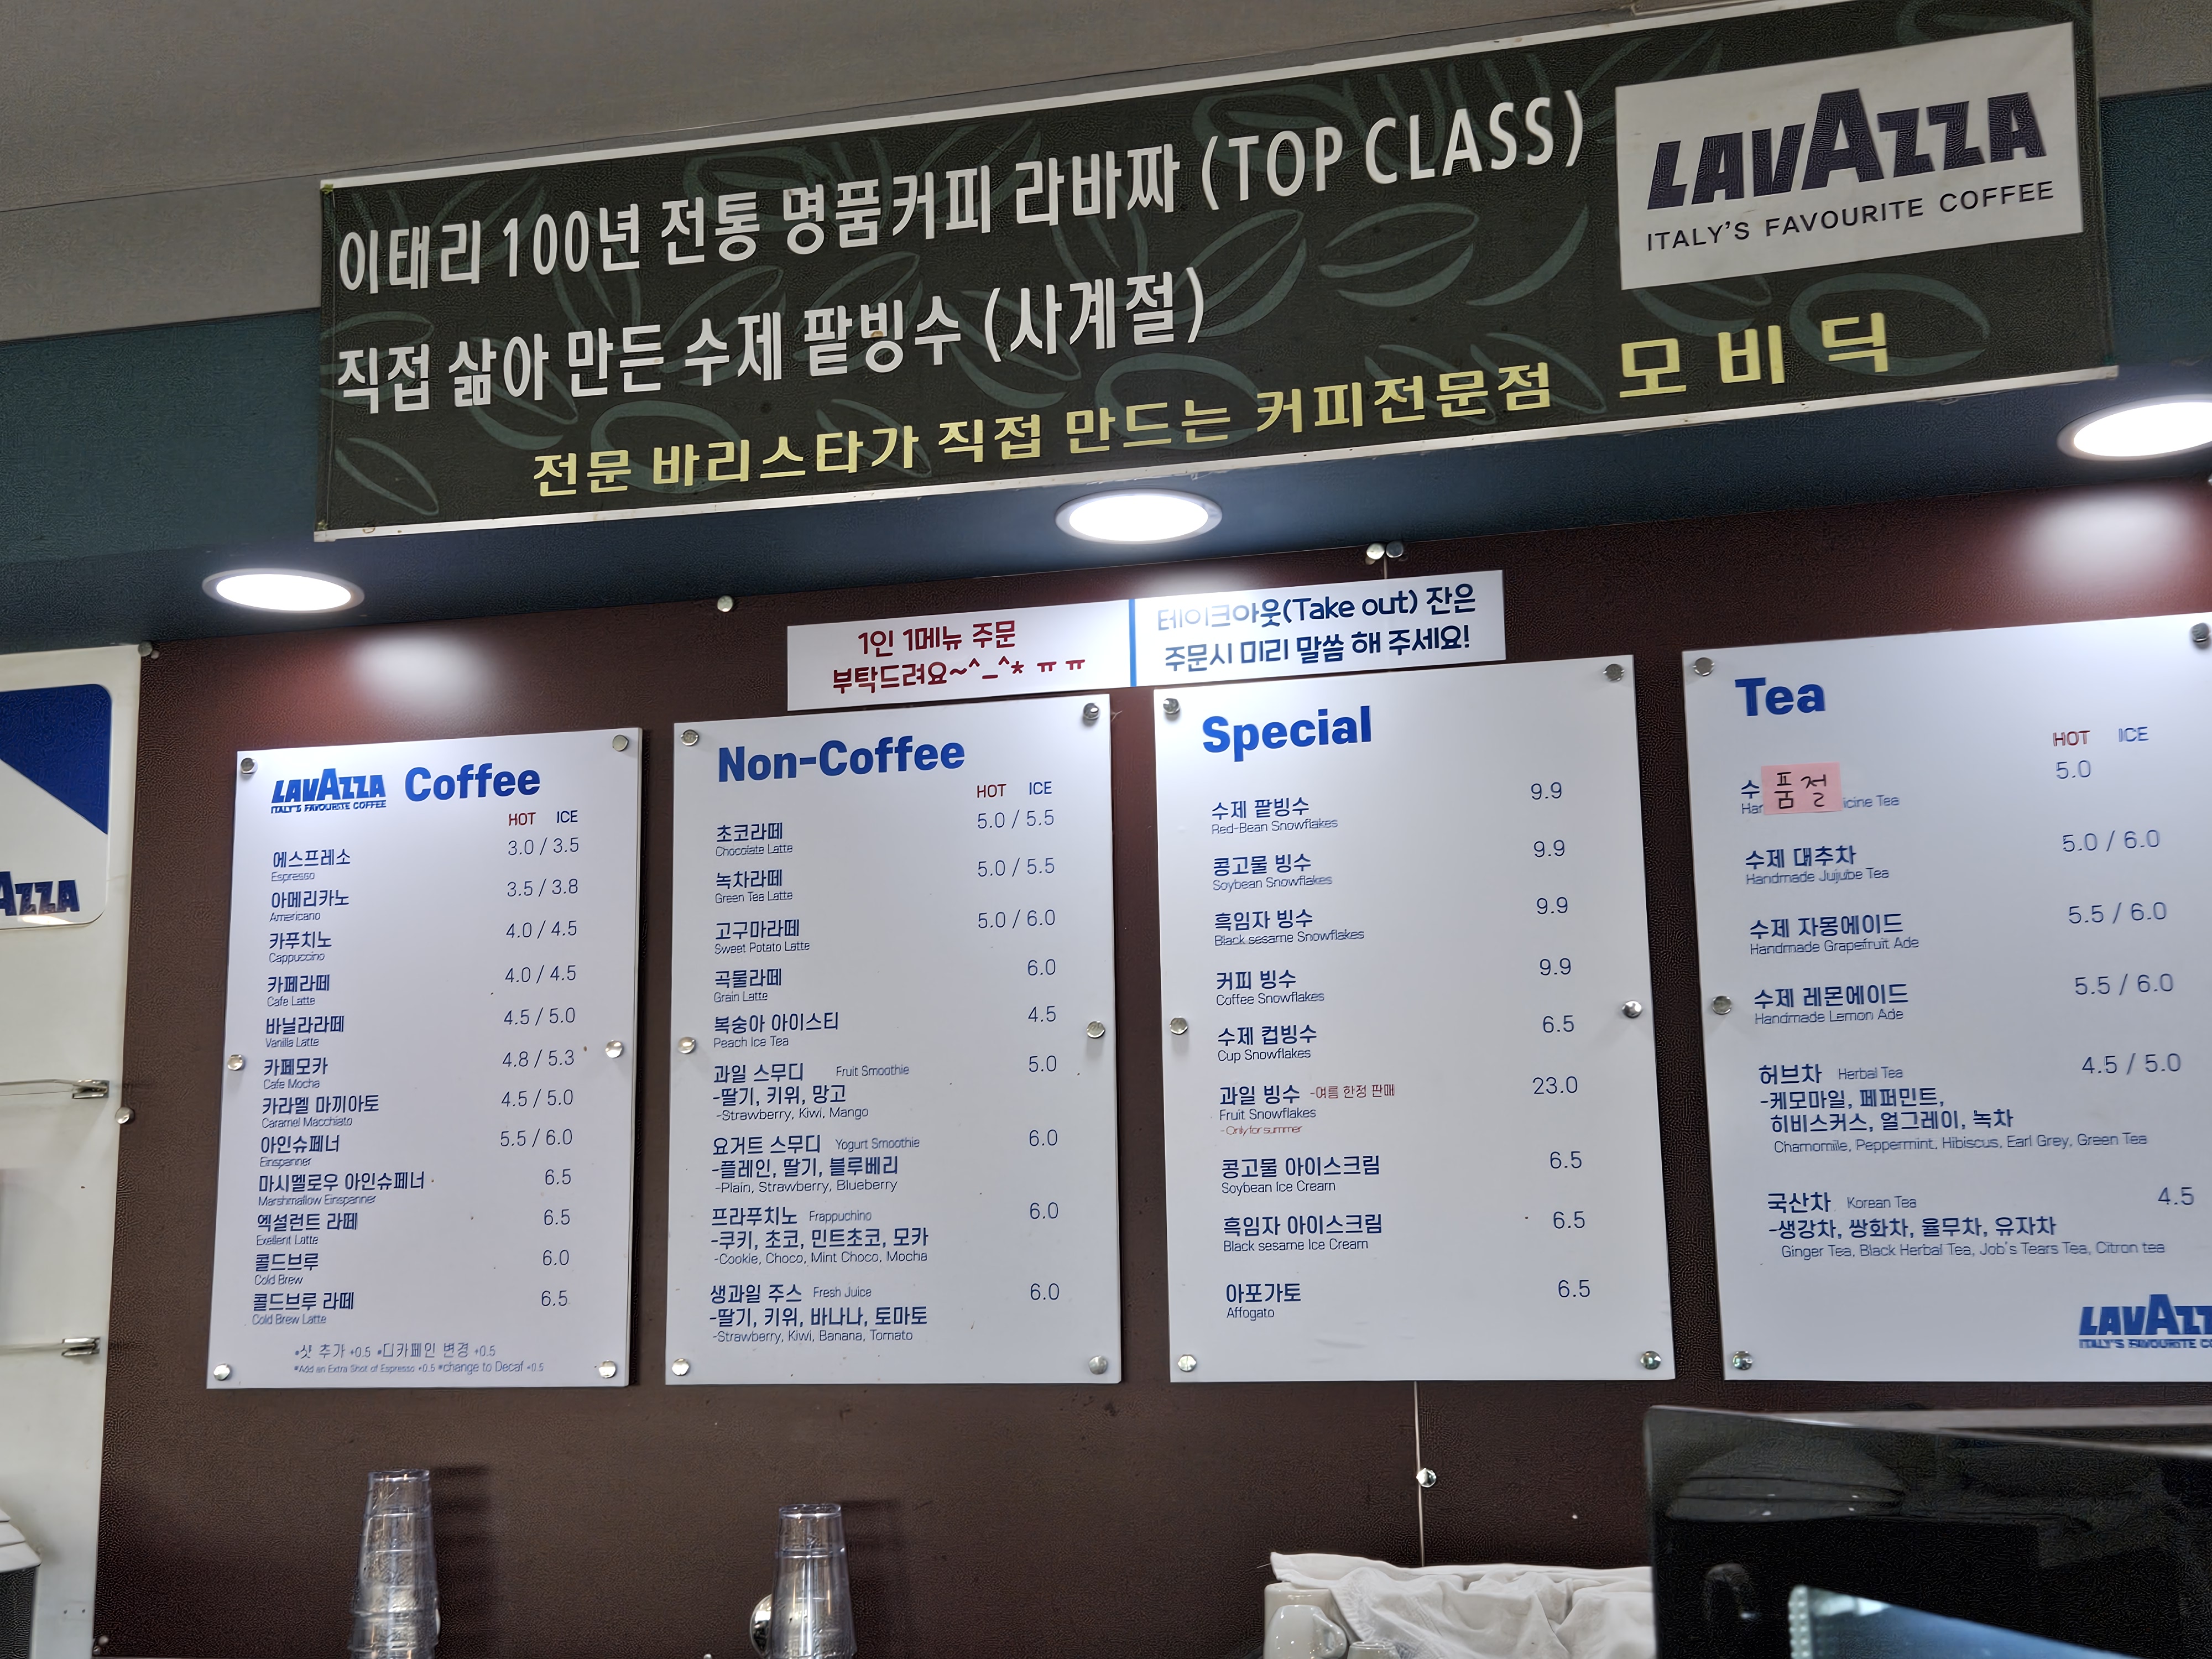 이태리 100년 전통 명품커피 라바짜 (TOP CLASS)
직접 삶아 만든 수제 팥빙수 (사계절)
전문 바리스타가 직접 만드는 커피전문점 모비딕
LAVAZZA
ITALY'S FAVOURITE COFFEE
1인 1메뉴 주문
부탁드려요~^_^* ㅠㅠ
테이크아웃(Take out) 잔은
주문시 미리 말씀 해 주세요!
AZZA
LAVAZZA Coffee
ITALY'S FAVOURITE COFFEE
HOT ICE
에스프레소 3.0 / 3.5
Espresso
아메리카노 3.5 / 3.8
Americano
카푸치노 4.0 / 4.5
Cappuccino
카페라떼 4.0 / 4.5
Cafe Latte
바닐라라떼 4.5 / 5.0
Vanilla Latte
카페모카 4.8 / 5.3
Cafe Mocha
카라멜 마끼아토 4.5 / 5.0
Caramel Macchiato
아인슈페너 5.5 / 6.0
Einspanner
마시멜로우 아인슈페너 6.5
Marshmallow Einspanner
엑설런트 라떼 6.5
Exellent Latte
콜드브루 6.0
Cold Brew
콜드브루 라떼 6.5
Cold Brew Latte
*샷 추가 +0.5 *디카페인 변경 +0.5
*Add an Extra Shot of Espresso +0.5 *change to Decaf +0.5
Non-Coffee
HOT ICE
초코라떼 5.0 / 5.5
Chocolate Latte
녹차라떼 5.0 / 5.5
Green Tea Latte
고구마라떼 5.0 / 6.0
Sweet Potato Latte
곡물라떼 6.0
Grain Latte
복숭아 아이스티 4.5
Peach Ice Tea
과일 스무디 Fruit Smoothie 5.0
-딸기, 키위, 망고
-Strawberry, Kiwi, Mango
요거트 스무디 Yogurt Smoothie 6.0
-플레인, 딸기, 블루베리
-Plain, Strawberry, Blueberry
프라푸치노 Frappuchino 6.0
-쿠키, 초코, 민트초코, 모카
-Cookie, Choco, Mint Choco, Mocha
생과일 주스 Fresh Juice 6.0
-딸기, 키위, 바나나, 토마토
-Strawberry, Kiwi, Banana, Tomato
Special
수제 팥빙수 9.9
Red-Bean Snowflakes
콩고물 빙수 9.9
Soybean Snowflakes
흑임자 빙수 9.9
Black sesame Snowflakes
커피 빙수 9.9
Coffee Snowflakes
수제 컵빙수 6.5
Cup Snowflakes
과일 빙수 -여름 한정 판매 23.0
Fruit Snowflakes
-Only for summer
콩고물 아이스크림 6.5
Soybean Ice Cream
흑임자 아이스크림 6.5
Black sesame Ice Cream
아포가토 6.5
Affogato
Tea
HOT ICE
수 품절 5.0
Har icine Tea
수제 대추차 5.0 / 6.0
Handmade Jujube Tea
수제 자몽에이드 5.5 / 6.0
Handmade Grapefruit Ade
수제 레몬에이드 5.5 / 6.0
Handmade Lemon Ade
허브차 Herbal Tea 4.5 / 5.0
-케모마일, 페퍼민트,
히비스커스, 얼그레이, 녹차
Chamomile, Peppermint, Hibiscus, Earl Grey, Green Tea
국산차 Korean Tea 4.5
-생강차, 쌍화차, 율무차, 유자차
Ginger Tea, Black Herbal Tea, Job's Tears Tea, Citron tea
LAVAZZ
ITALY'S FAVOURITE CO